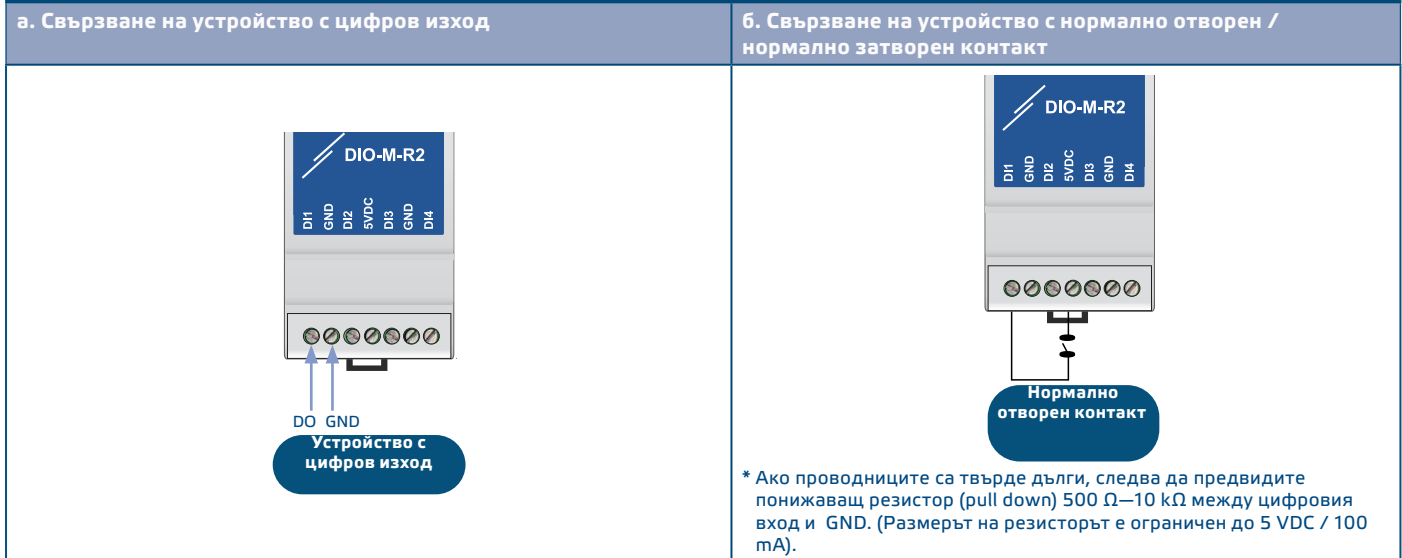 а. Свързване на устройство с цифров изход
б. Свързване на устройство с нормално отворен /
нормално затворен контакт
DIO-M-R2
DI1
GND
DI2
5VDC
DI3
GND
DI4
DO GND
Устройство с
цифров изход
DIO-M-R2
DI1
GND
DI2
5VDC
DI3
GND
DI4
Нормално
отворен контакт
* Ако проводниците са твърде дълги, следва да предвидите
понижаващ резистор (pull down) 500 Ω—10 kΩ между цифровия
вход и GND. (Размерът на резисторът е ограничен до 5 VDC / 100
mA).